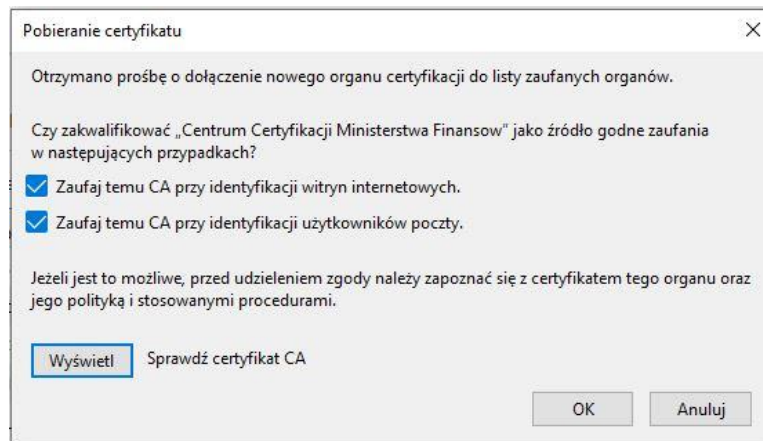 Pobieranie certyfikatu
Otrzymano prośbę o dołączenie nowego organu certyfikacji do listy zaufanych organów.
Czy zakwalifikować „Centrum Certyfikacji Ministerstwa Finansow” jako źródło godne zaufania
w następujących przypadkach?
Zaufaj temu CA przy identyfikacji witryn internetowych.
Zaufaj temu CA przy identyfikacji użytkowników poczty.
Jeżeli jest to możliwe, przed udzieleniem zgody należy zapoznać się z certyfikatem tego organu oraz
jego polityką i stosowanymi procedurami.
Wyświetl Sprawdź certyfikat CA
OK Anuluj